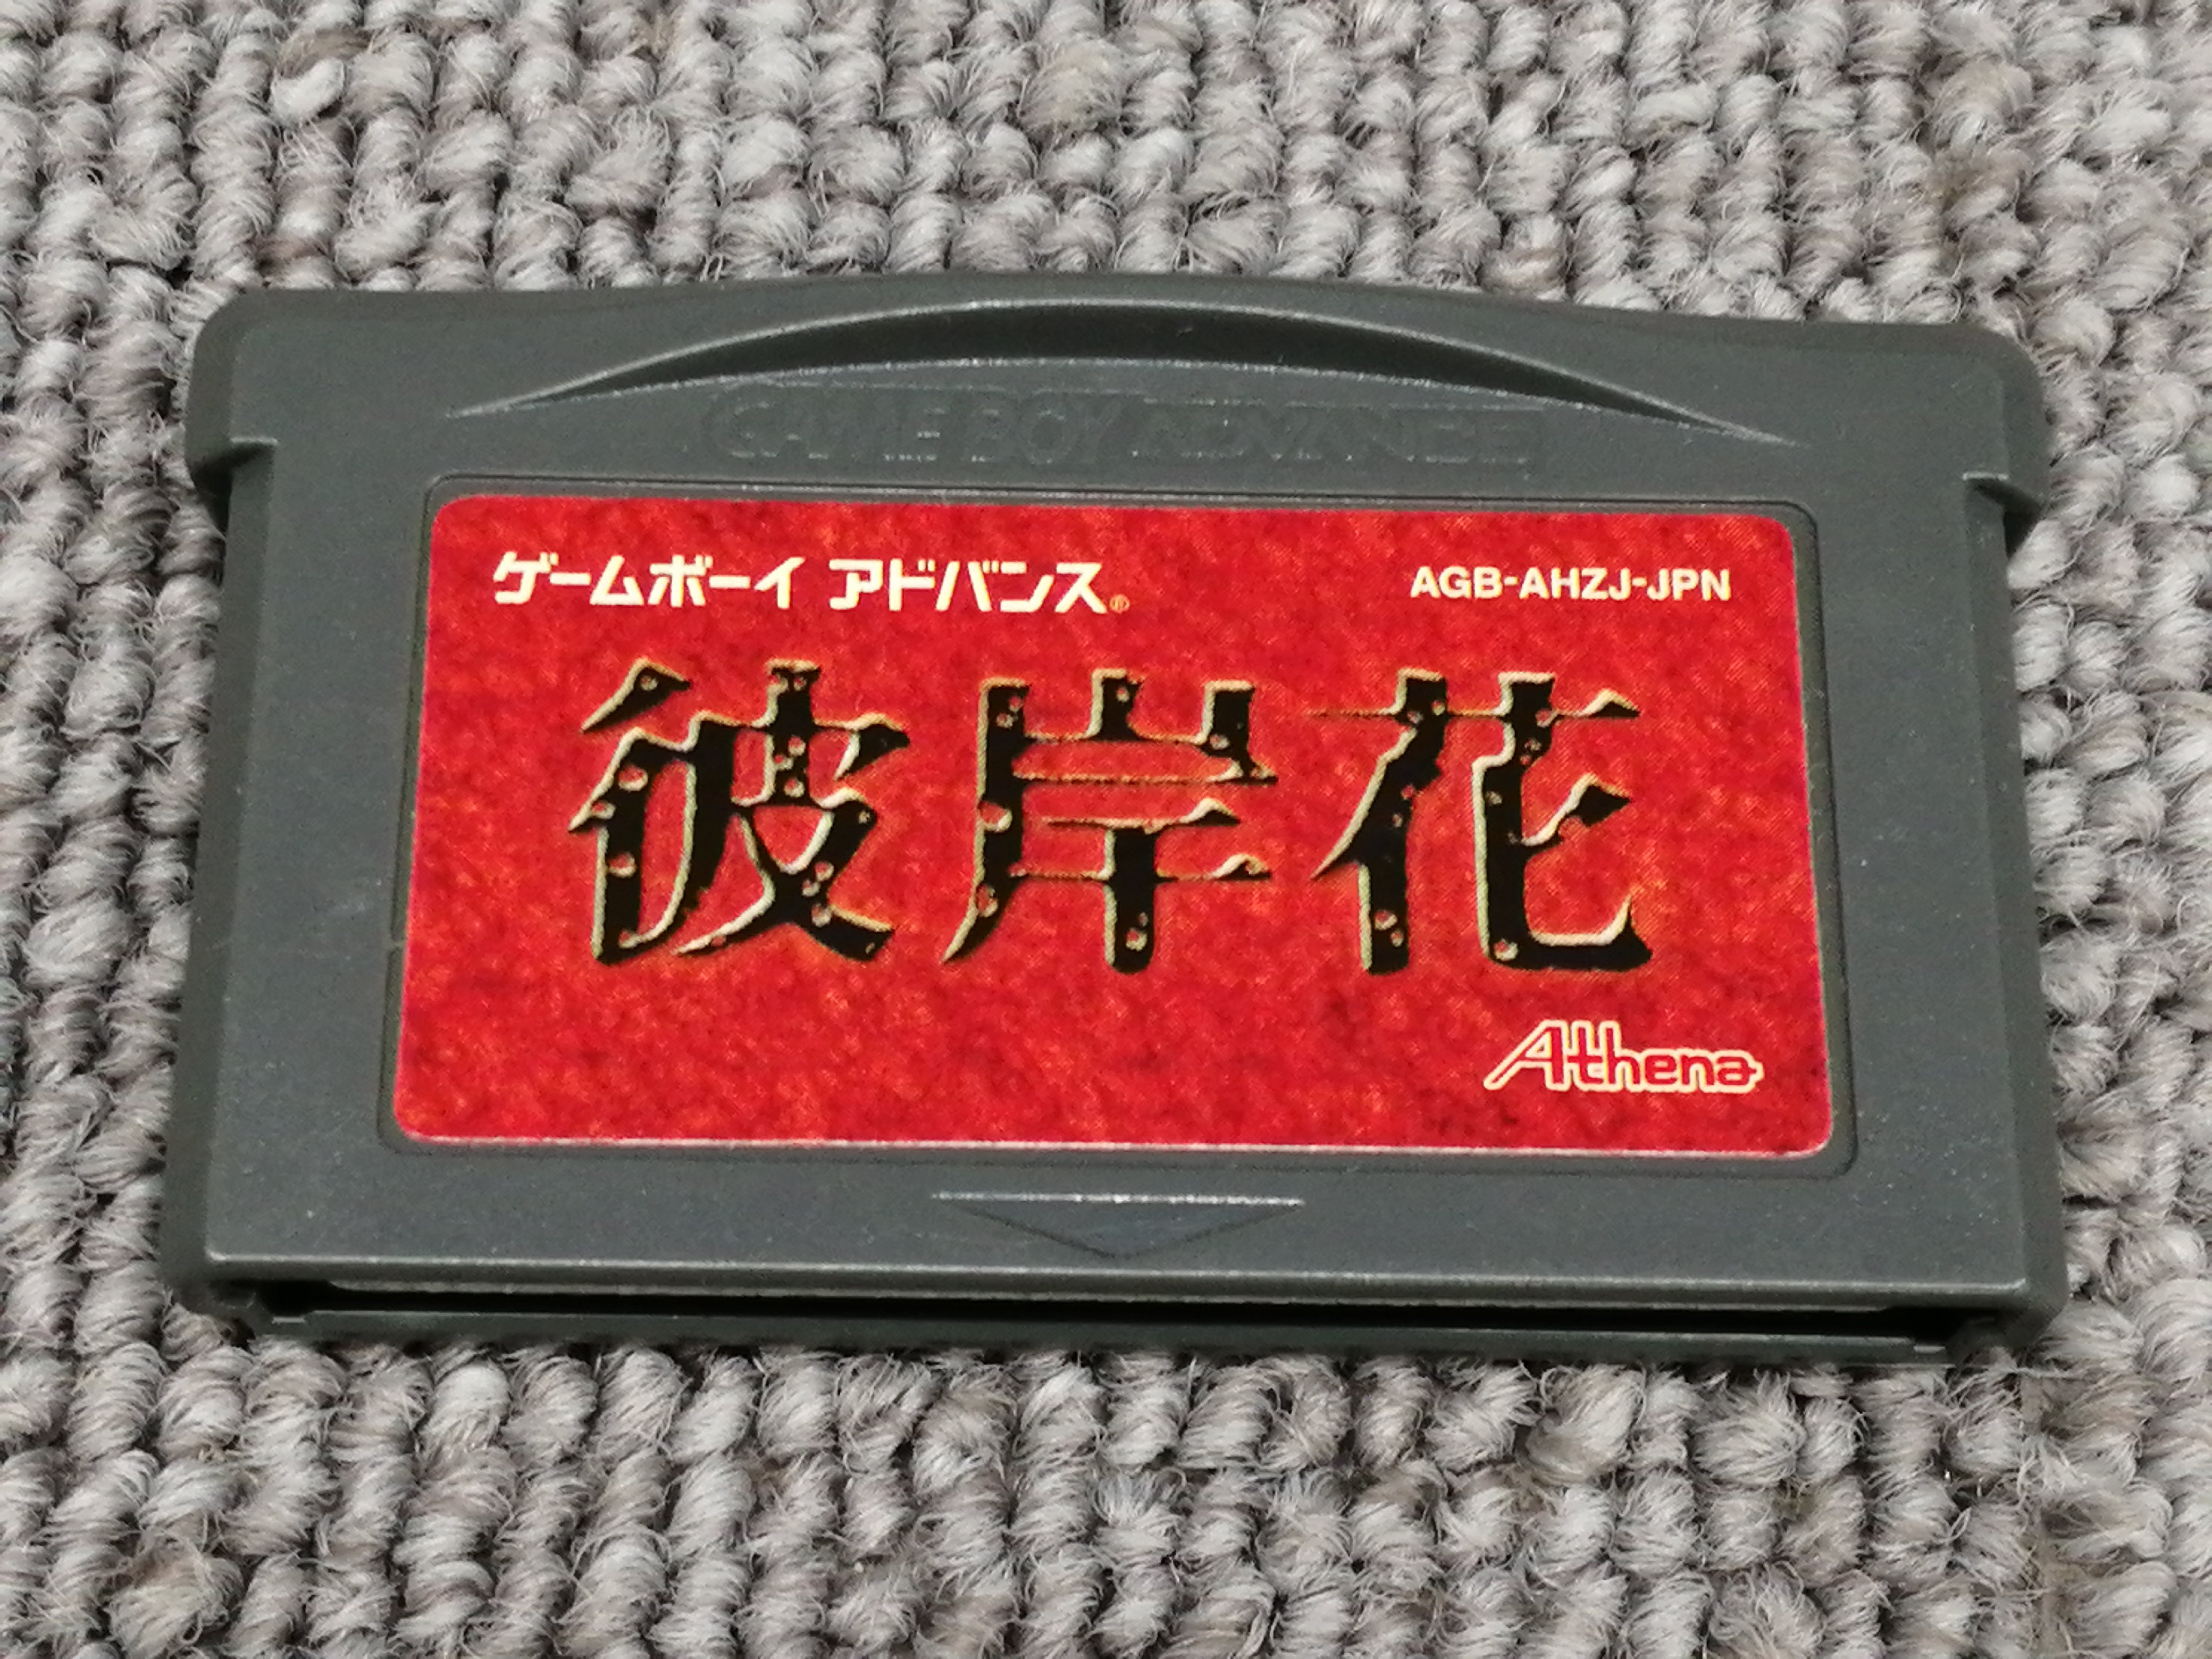 GAME BOY ADVANCE
ゲームボーイ アドバンス®
AGB-AHZJ-JPN
彼岸花
Athena